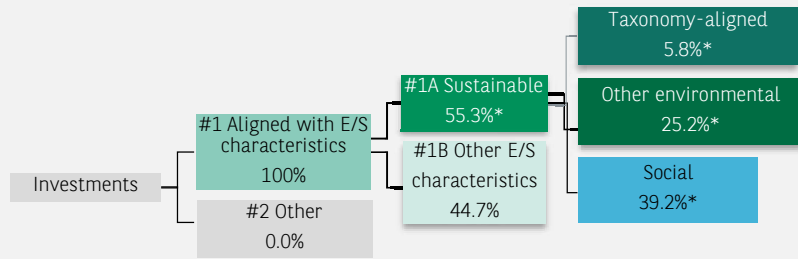 Investments
#1 Aligned with E/S
characteristics
100%
#2 Other
0.0%
#1A Sustainable
55.3%*
#1B Other E/S
characteristics
44.7%
Taxonomy-aligned
5.8%*
Other environmental
25.2%*
Social
39.2%*